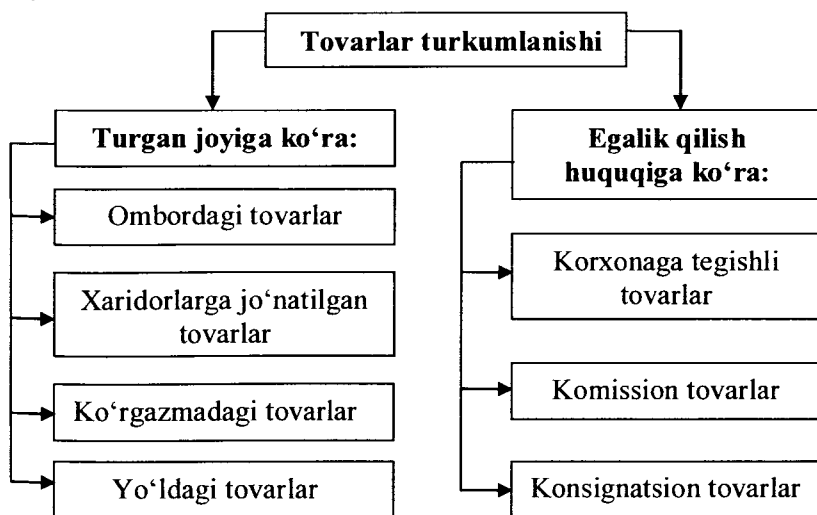 Tovarlar turkumlanishi
Turgan joyiga ko‘ra:
Ombordagi tovarlar
Xaridorlarga jo‘natilgan
tovarlar
Ko‘rgazmadagi tovarlar
Yo‘ldagi tovarlar
Egalik qilish
huquqiga ko‘ra:
Korxonaga tegishli
tovarlar
Komission tovarlar
Konsignatsion tovarlar